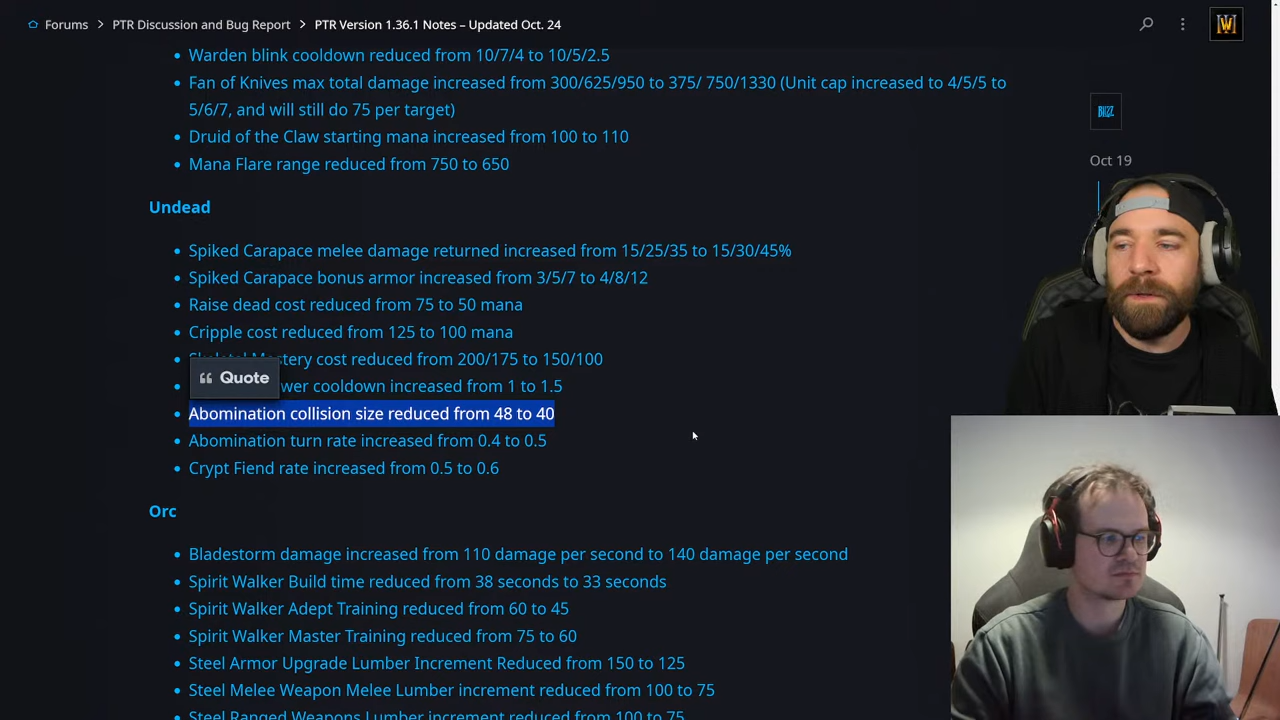 Forums > PTR Discussion and Bug Report > PTR Version 1.36.1 Notes – Updated Oct. 24
• Warden blink cooldown reduced from 10/7/4 to 10/5/2.5
• Fan of Knives max total damage increased from 300/625/950 to 375/ 750/1330 (Unit cap increased to 4/5/5 to
5/6/7, and will still do 75 per target)
• Druid of the Claw starting mana increased from 100 to 110
• Mana Flare range reduced from 750 to 650
BLIZZ
Oct 19
Undead
• Spiked Carapace melee damage returned increased from 15/25/35 to 15/30/45%
• Spiked Carapace bonus armor increased from 3/5/7 to 4/8/12
• Raise dead cost reduced from 75 to 50 mana
• Cripple cost reduced from 125 to 100 mana
• Skeletal Mastery cost reduced from 200/175 to 150/100
Quote
• wer cooldown increased from 1 to 1.5
• Abomination collision size reduced from 48 to 40
• Abomination turn rate increased from 0.4 to 0.5
• Crypt Fiend rate increased from 0.5 to 0.6
Orc
• Bladestorm damage increased from 110 damage per second to 140 damage per second
• Spirit Walker Build time reduced from 38 seconds to 33 seconds
• Spirit Walker Adept Training reduced from 60 to 45
• Spirit Walker Master Training reduced from 75 to 60
• Steel Armor Upgrade Lumber Increment Reduced from 150 to 125
• Steel Melee Weapon Melee Lumber increment reduced from 100 to 75
• Steel Ranged Weapons Lumber increment reduced from 100 to 75